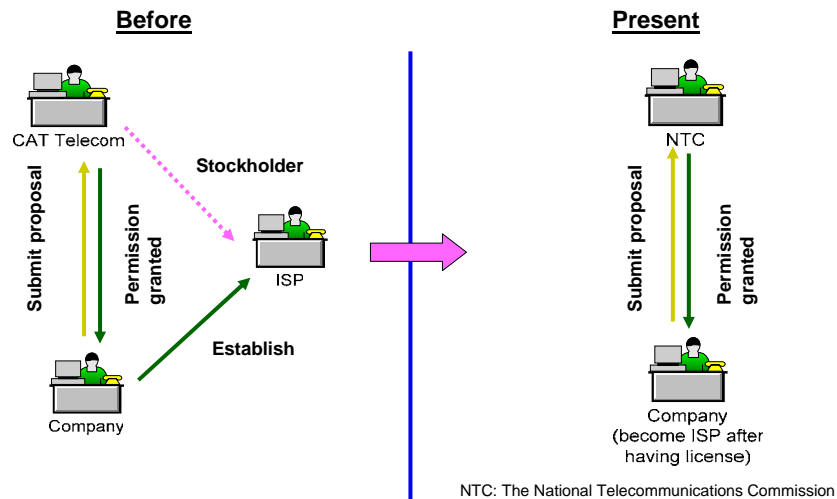 Before
CAT Telecom
Stockholder
Submit proposal
Permission
granted
ISP
Establish
Company
Present
NTC
Submit proposal
Permission
granted
Company
(become ISP after
having license)
NTC: The National Telecommunications Commission